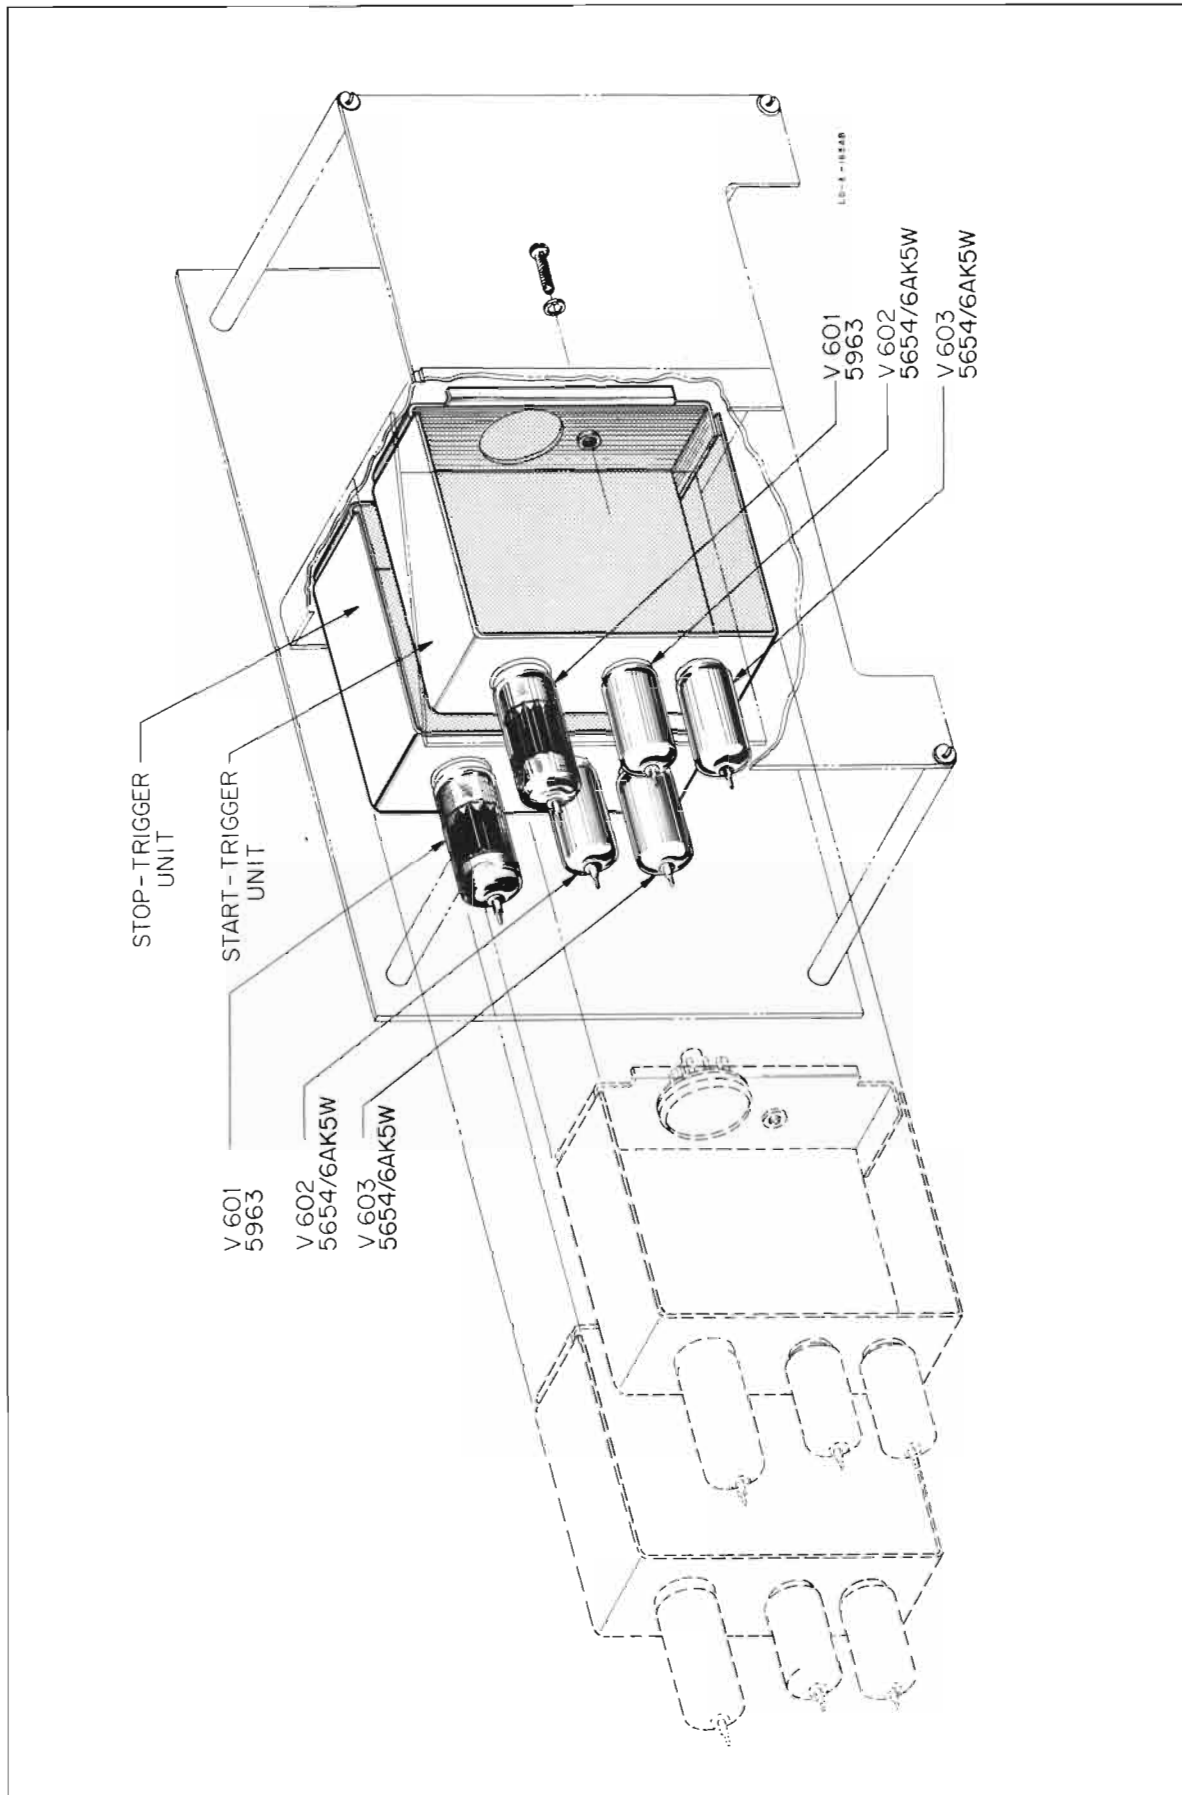 STOP-TRIGGER
UNIT
START-TRIGGER
UNIT
V 601
5963
V 602
5654/6AK5W
V 603
5654/6AK5W
V 601
5963
V 602
5654/6AK5W
V 603
5654/6AK5W